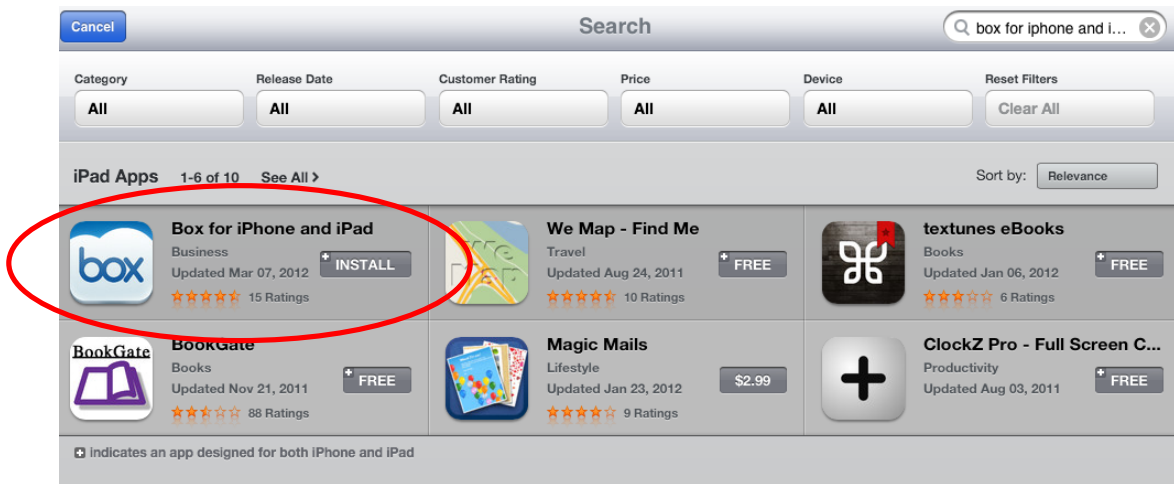 Cancel
Search
box for iphone and i...
Category
Release Date
Customer Rating
Price
Device
Reset Filters
All
All
All
All
All
Clear All
iPad Apps 1-6 of 10 See All >
Sort by: Relevance
box
Box for iPhone and iPad
Business
Updated Mar 07, 2012
INSTALL
15 Ratings
We Map
We Map - Find Me
Travel
Updated Aug 24, 2011
FREE
10 Ratings
textunes eBooks
Books
Updated Jan 06, 2012
FREE
6 Ratings
BookGate
BookGate
Books
Updated Nov 21, 2011
FREE
88 Ratings
Magic Mails
Lifestyle
Updated Jan 23, 2012
$2.99
9 Ratings
ClockZ Pro - Full Screen C...
Productivity
Updated Aug 03, 2011
FREE
+ indicates an app designed for both iPhone and iPad